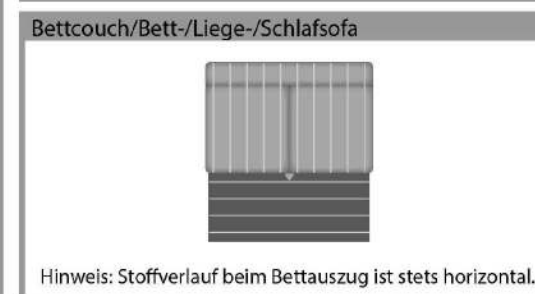 Bettcouch/Bett-/Liege-/Schlafsofa
Hinweis: Stoffverlauf beim Bettauszug ist stets horizontal.